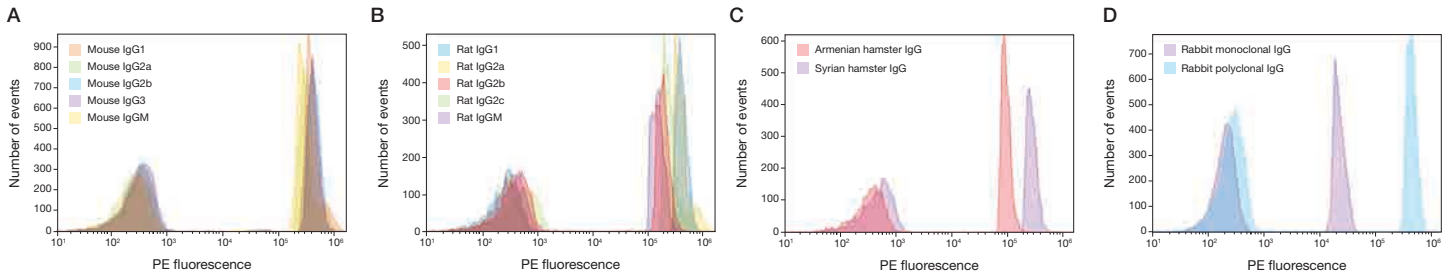 A
Number of events
900
800
700
600
500
400
300
200
100
0
Mouse IgG1
Mouse IgG2a
Mouse IgG2b
Mouse IgG3
Mouse IgGM
10¹ 10² 10³ 10⁴ 10⁵ 10⁶
PE fluorescence
B
Number of events
500
400
300
200
100
0
Rat IgG1
Rat IgG2a
Rat IgG2b
Rat IgG2c
Rat IgGM
10¹ 10² 10³ 10⁴ 10⁵ 10⁶
PE fluorescence
C
Number of events
600
500
400
300
200
100
0
Armenian hamster IgG
Syrian hamster IgG
10¹ 10² 10³ 10⁴ 10⁵ 10⁶
PE fluorescence
D
Number of events
700
600
500
400
300
200
100
0
Rabbit monoclonal IgG
Rabbit polyclonal IgG
10¹ 10² 10³ 10⁴ 10⁵ 10⁶
PE fluorescence